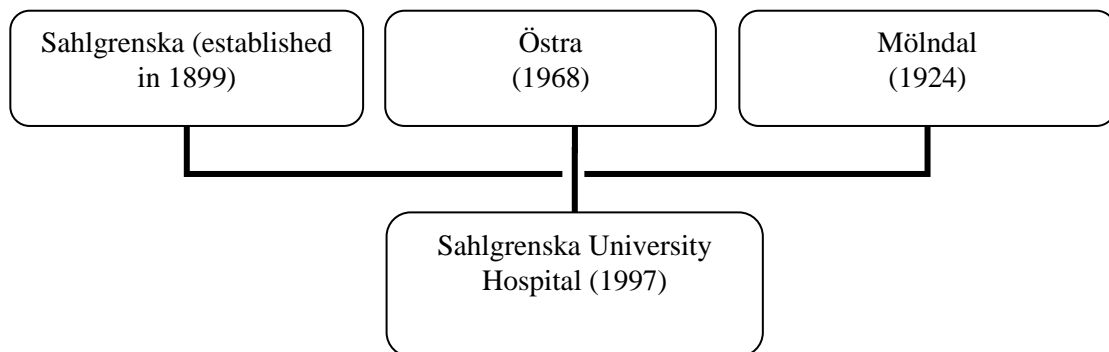 Sahlgrenska (established
in 1899)
Östra
(1968)
Mölndal
(1924)
Sahlgrenska University
Hospital (1997)